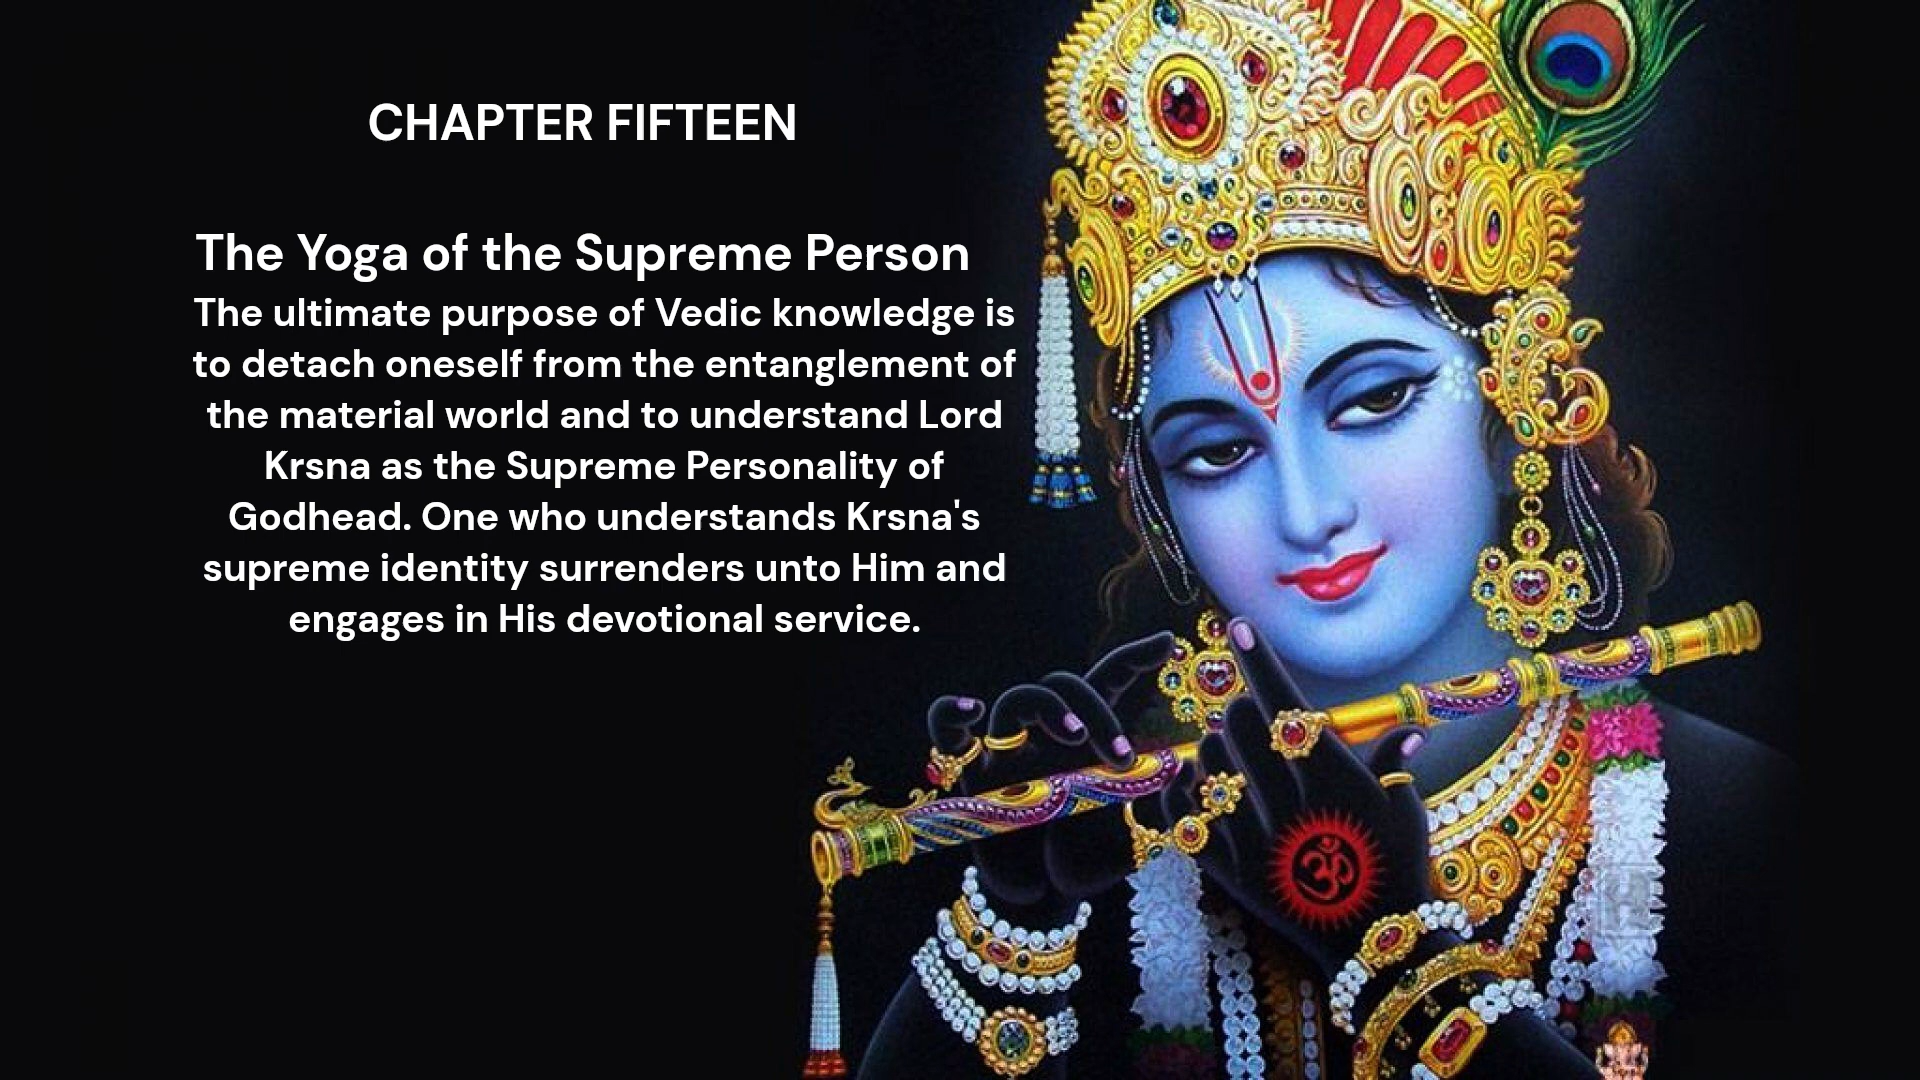 CHAPTER FIFTEEN
The Yoga of the Supreme Person
The ultimate purpose of Vedic knowledge is
to detach oneself from the entanglement of
the material world and to understand Lord
Krsna as the Supreme Personality of
Godhead. One who understands Krsna's
supreme identity surrenders unto Him and
engages in His devotional service.
ॐ